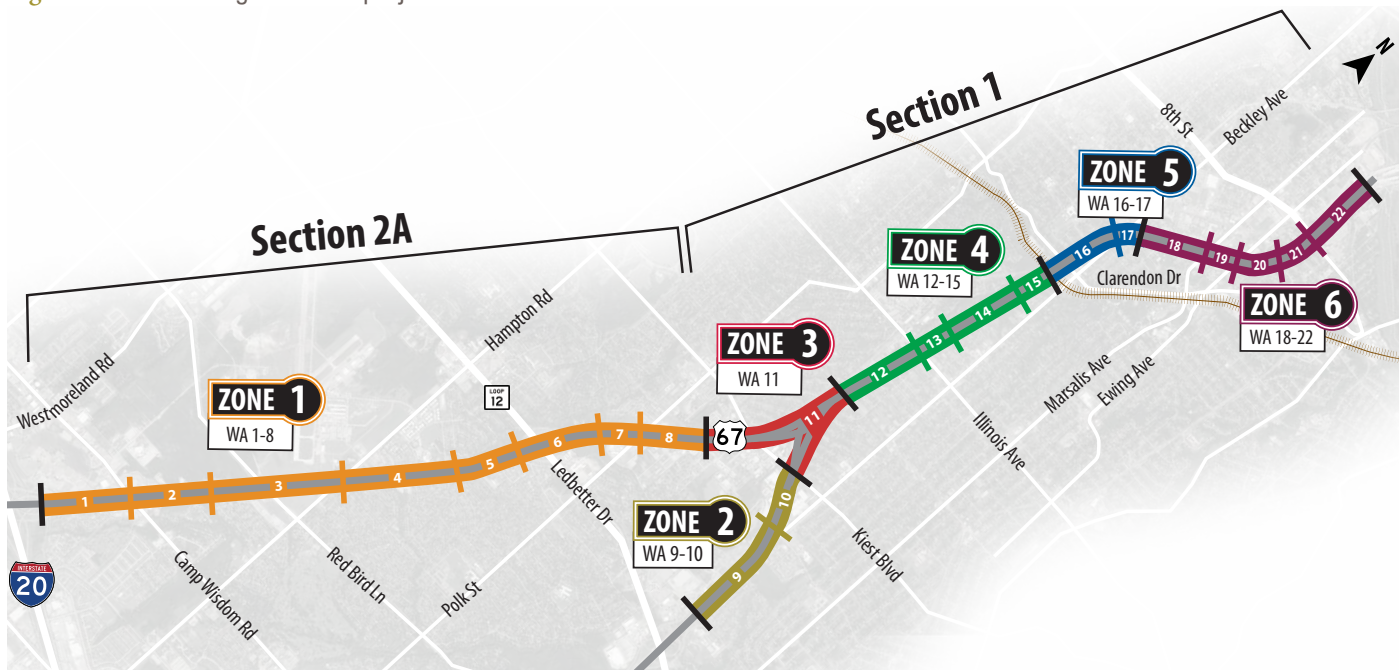 Section 1
N
8th St
Beckley Ave
ZONE 5
WA 16-17
Section 2A
ZONE 4
WA 12-15
Clarendon Dr
ZONE 6
WA 18-22
Hampton Rd
ZONE 3
WA 11
Westmoreland Rd
ZONE 1
WA 1-8
LOOP
12
Marsalis Ave
Ewing Ave
Illinois Ave
67
1
2
3
4
5
6
7
8
9
10
11
12
13
14
15
16
17
18
19
20
21
22
Ledbetter Dr
ZONE 2
WA 9-10
Kiest Blvd
INTERSTATE
20
Camp Wisdom Rd
Red Bird Ln
Polk St